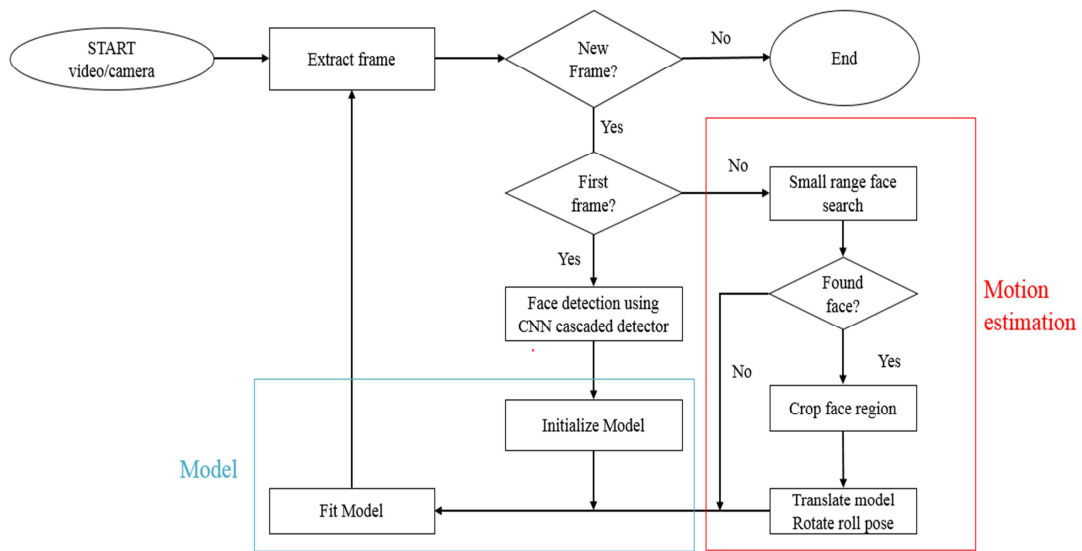 START
video/camera
Extract frame
New
Frame?
No
End
Yes
First
frame?
No
Small range face
search
Yes
Found
face?
Motion
estimation
Face detection using
CNN cascaded detector
No
Yes
Initialize Model
Crop face region
Model
Fit Model
Translate model
Rotate roll pose